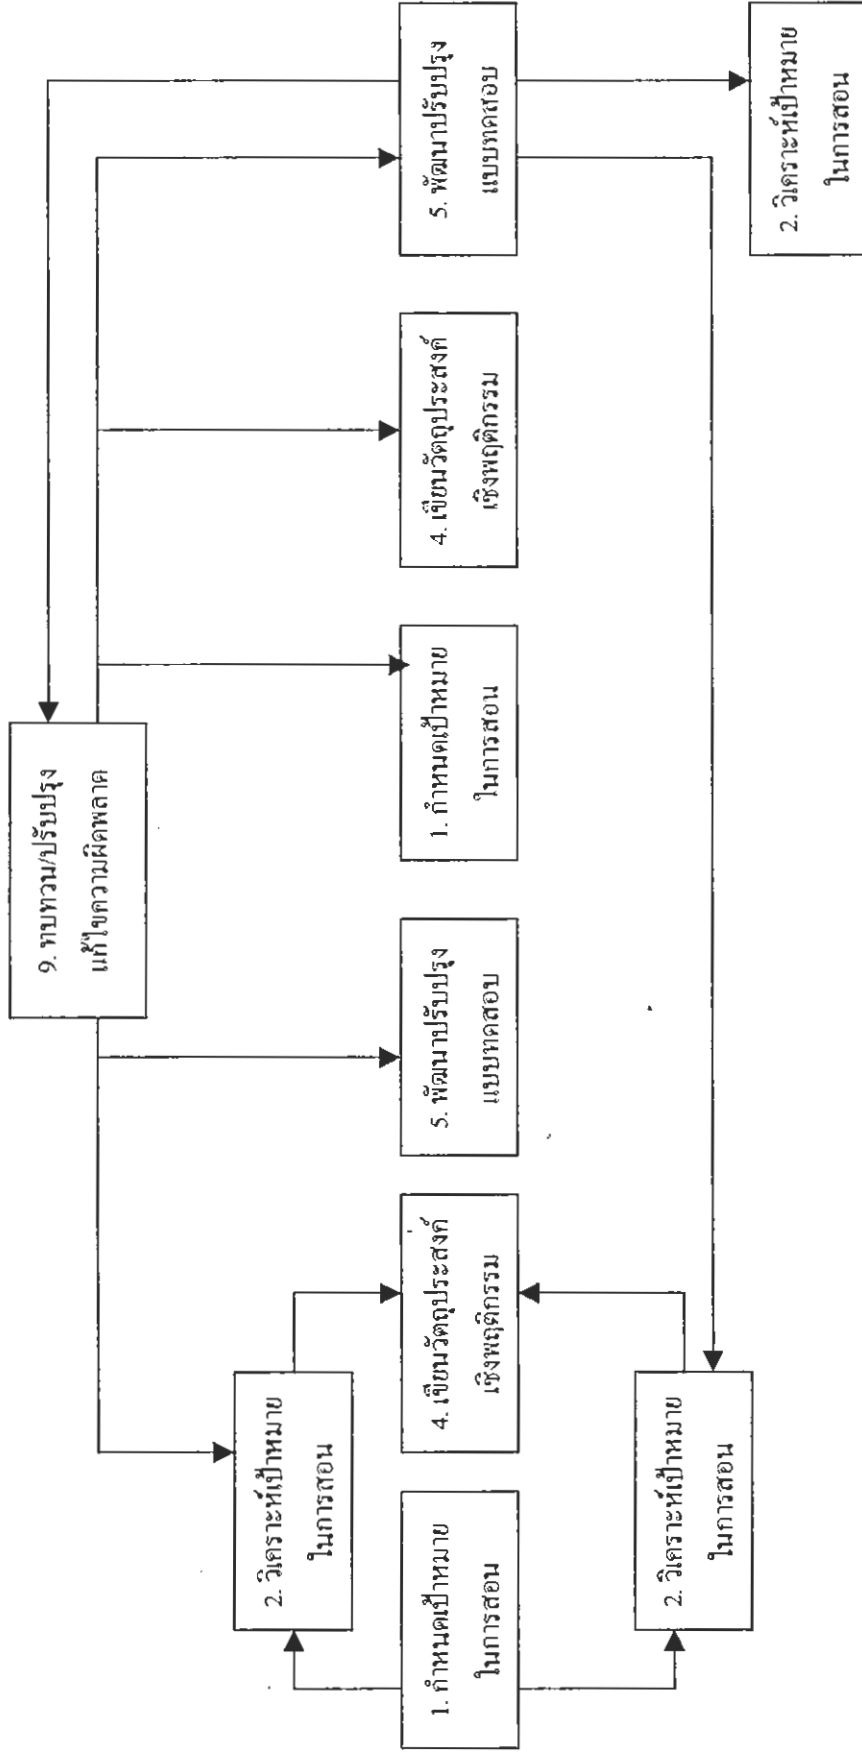 9. ทบทวน/ปรับปรุง
แก้ไขความผิดพลาด
2. วิเคราะห์เป้าหมาย
ในการสอน
1. กำหนดเป้าหมาย
ในการสอน
4. เขียนวัตถุประสงค์
เชิงพฤติกรรม
5. พัฒนาปรับปรุง
แบบทดสอบ
1. กำหนดเป้าหมาย
ในการสอน
4. เขียนวัตถุประสงค์
เชิงพฤติกรรม
5. พัฒนาปรับปรุง
แบบทดสอบ
2. วิเคราะห์เป้าหมาย
ในการสอน
2. วิเคราะห์เป้าหมาย
ในการสอน